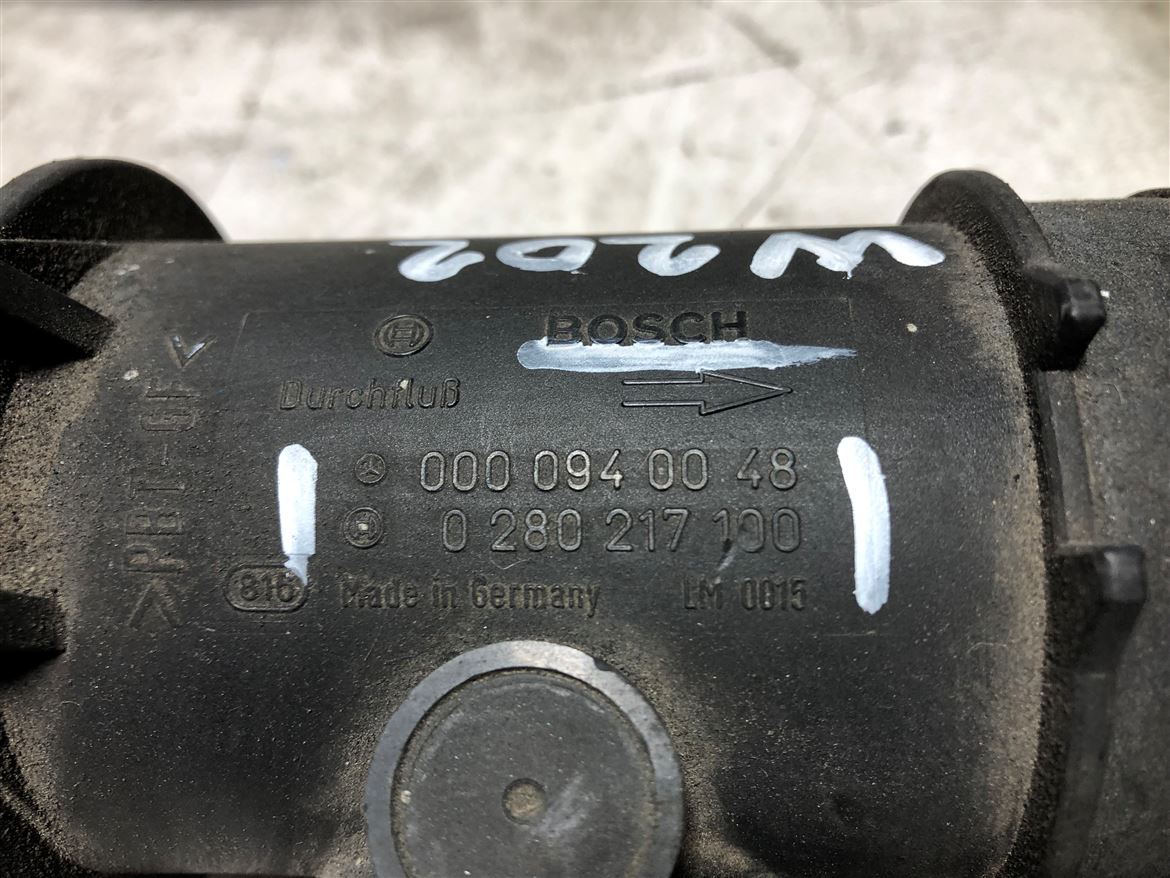 W202
BOSCH
Durchfluß
000 094 00 48
0 280 217 100
816 Made in Germany LM 0015
>PBT-GF<